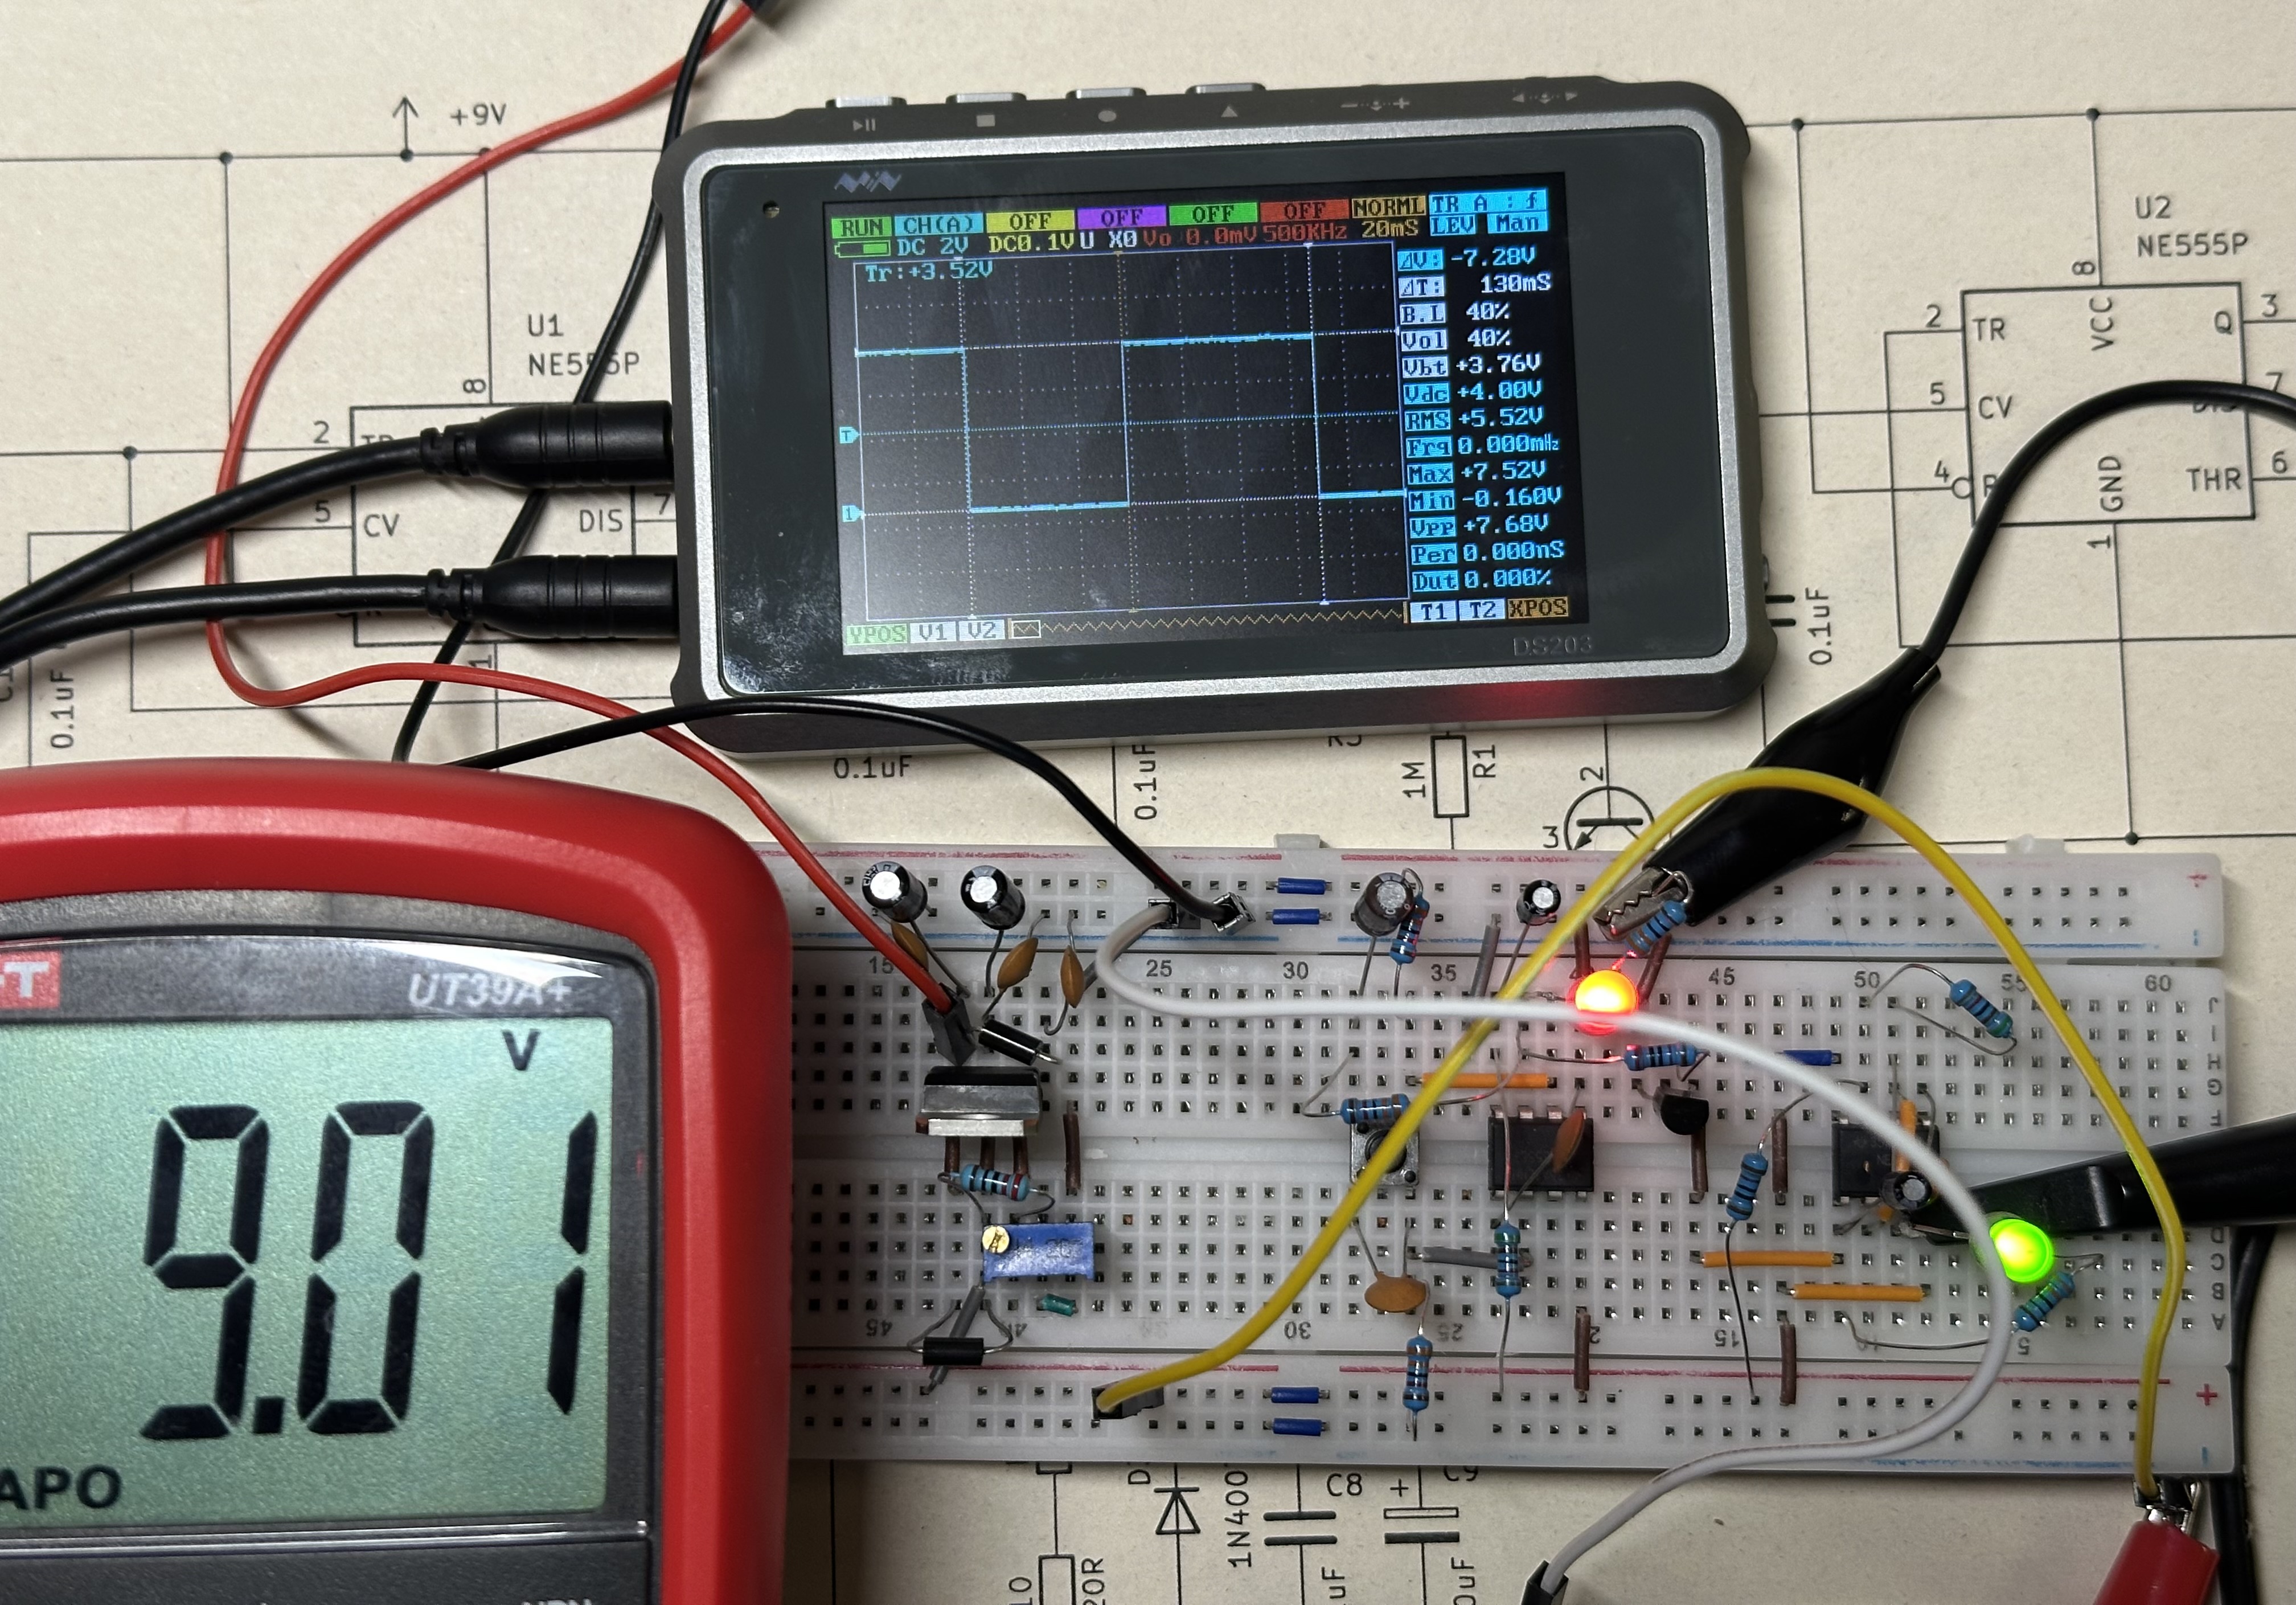 +9V
U1
NE555P
8
2
5
CV
DIS
7
1
0.1uF
RUN CH(A) OFF OFF OFF OFF NORML TR A : f
DC 2V DC0.1V U X0 Vo 0.0mV 500KHz 20mS LEV Man
Tr:+3.52V
ΔV: -7.28V
ΔT: 130mS
B.L 40%
Vol 40%
Vbt +3.76V
Vdc +4.00V
RMS +5.52V
Frq 0.000mHz
Max +7.52V
Min -0.160V
Vpp +7.68V
Per 0.000nS
Dut 0.000%
YPOS V1 V2 T1 T2 XPOS
DS203
U2
NE555P
8
2 TR VCC Q 3
5 CV 7
4
GND THR 6
1
0.1uF
0.1uF
0.1uF
1M
R1
2
3
UT39A+
V
9.01
APO
15 25 30 35 45 50 55 60
J
I
H
G
45 30 25 15 5
D
C
B
A
+
-
1N400
C8
+